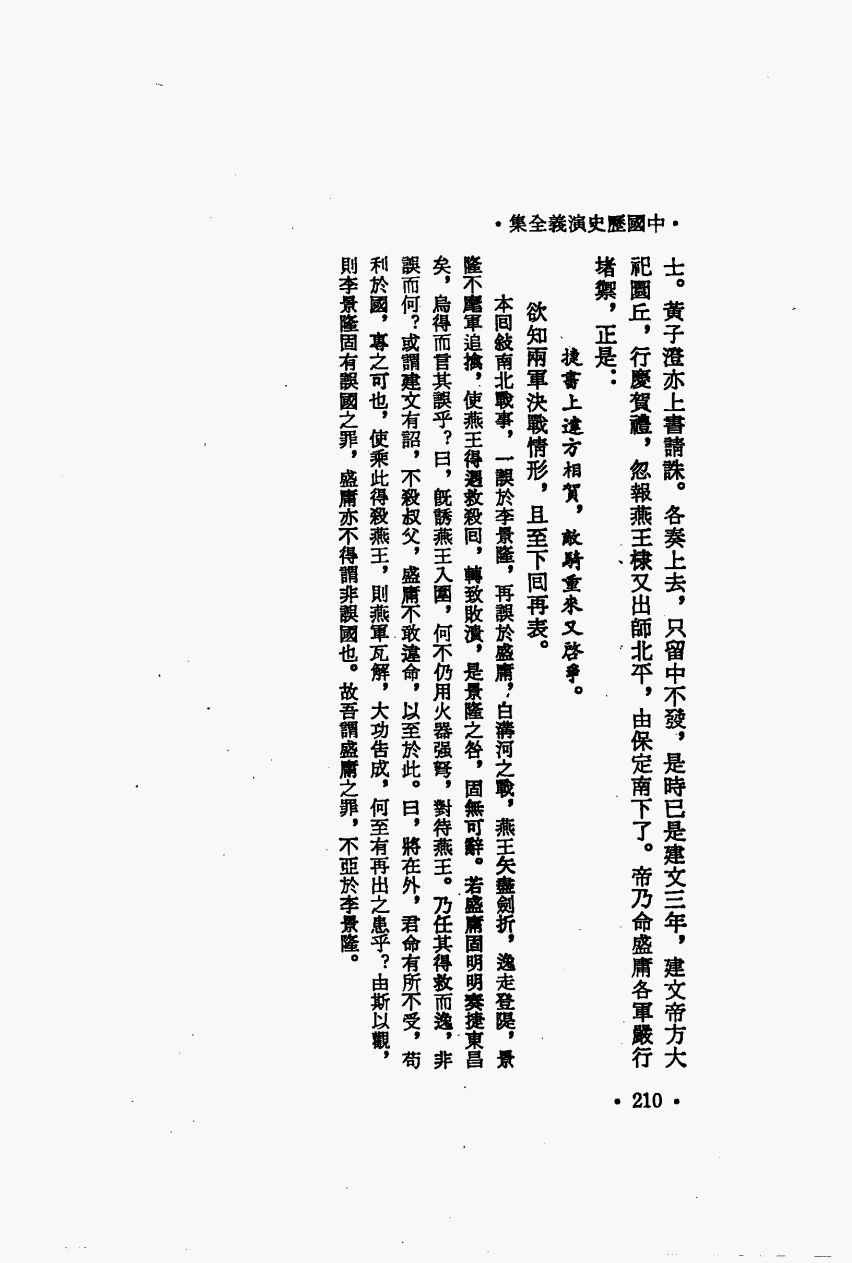 ·中國歷史演義全集·
士。黃子澄亦上書請誅。各奏上去，只留中不發，是時已是建文三年，建文帝方大
祀圜丘，行慶賀禮，忽報燕王棣又出師北平，由保定南下了。帝乃命盛庸各軍嚴行
堵禦，正是：
捷書上達方相賀，敵騎重來又啓爭。
欲知兩軍決戰情形，且至下回再表。
本回敍南北戰事，一誤於李景隆，再誤於盛庸，白溝河之戰，燕王矢盡劍折，逸走登隄，景
隆不麾軍追擒，使燕王得遇救殺回，轉致敗潰，是景隆之咎，固無可辭。若盛庸固明明奏捷東昌
矣，烏得而言其誤乎？曰，旣誘燕王入圍，何不仍用火器强弩，對待燕王。乃任其得救而逸，非
誤而何？或謂建文有詔，不殺叔父，盛庸不敢違命，以至於此。曰，將在外，君命有所不受，苟
利於國，專之可也，使乘此得殺燕王，則燕軍瓦解，大功告成，何至有再出之患乎？由斯以觀，
則李景隆固有誤國之罪，盛庸亦不得謂非誤國也。故吾謂盛庸之罪，不亞於李景隆。
·210·